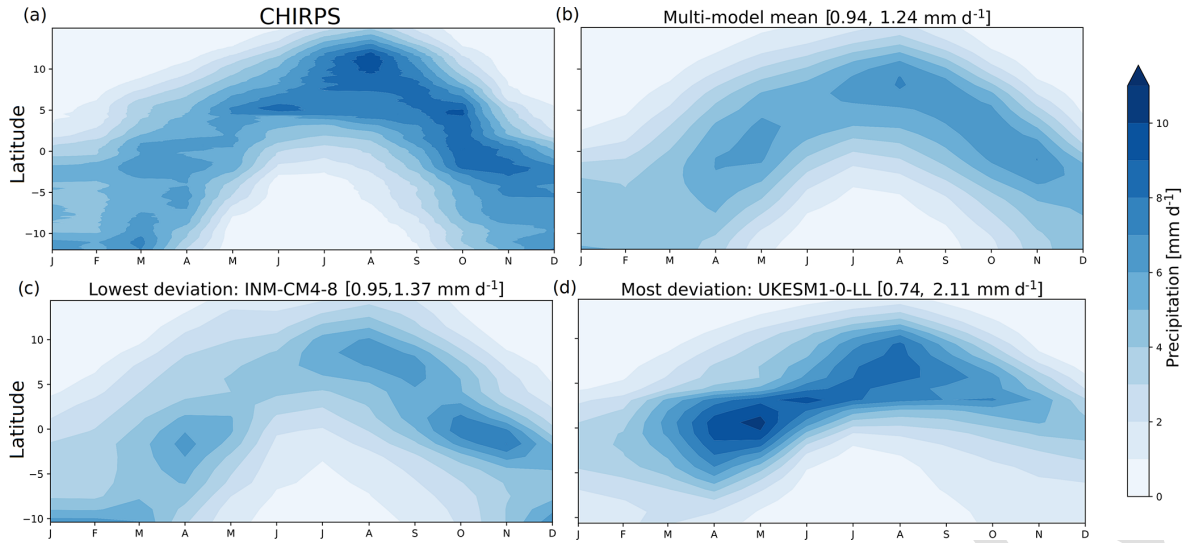 (a) CHIRPS
(b) Multi-model mean [0.94, 1.24 mm d⁻¹]
Latitude
10
5
0
−5
−10
J F M A M J J A S O N D
J F M A M J J A S O N D
(c) Lowest deviation: INM-CM4-8 [0.95,1.37 mm d⁻¹]
(d) Most deviation: UKESM1-0-LL [0.74, 2.11 mm d⁻¹]
Latitude
10
5
0
−5
−10
J F M A M J J A S O N D
J F M A M J J A S O N D
Precipitation [mm d⁻¹]
10
8
6
4
2
0